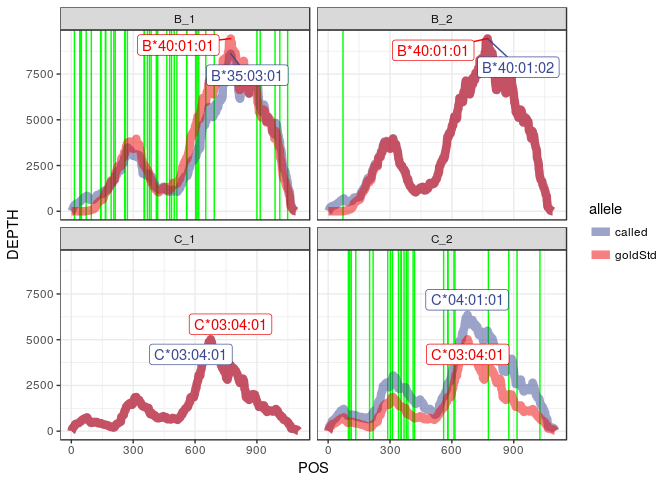 B_1
B_2
B*40:01:01
B*35:03:01
B*40:01:01
B*40:01:02
7500
5000
2500
0
DEPTH
C_1
C_2
C*03:04:01
C*03:04:01
C*04:01:01
C*03:04:01
7500
5000
2500
0
0
300
600
900
0
300
600
900
POS
allele
called
goldStd